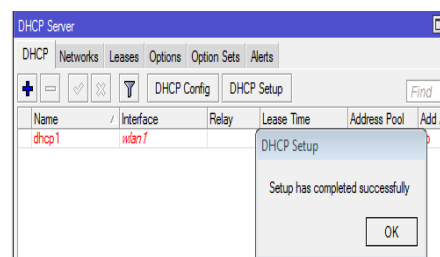 DHCP Server
DHCP Networks Leases Options Option Sets Alerts
DHCP Config DHCP Setup Find
Name Interface Relay Lease Time Address Pool Add
dhcp1 wlan1
DHCP Setup
Setup has completed successfully
OK